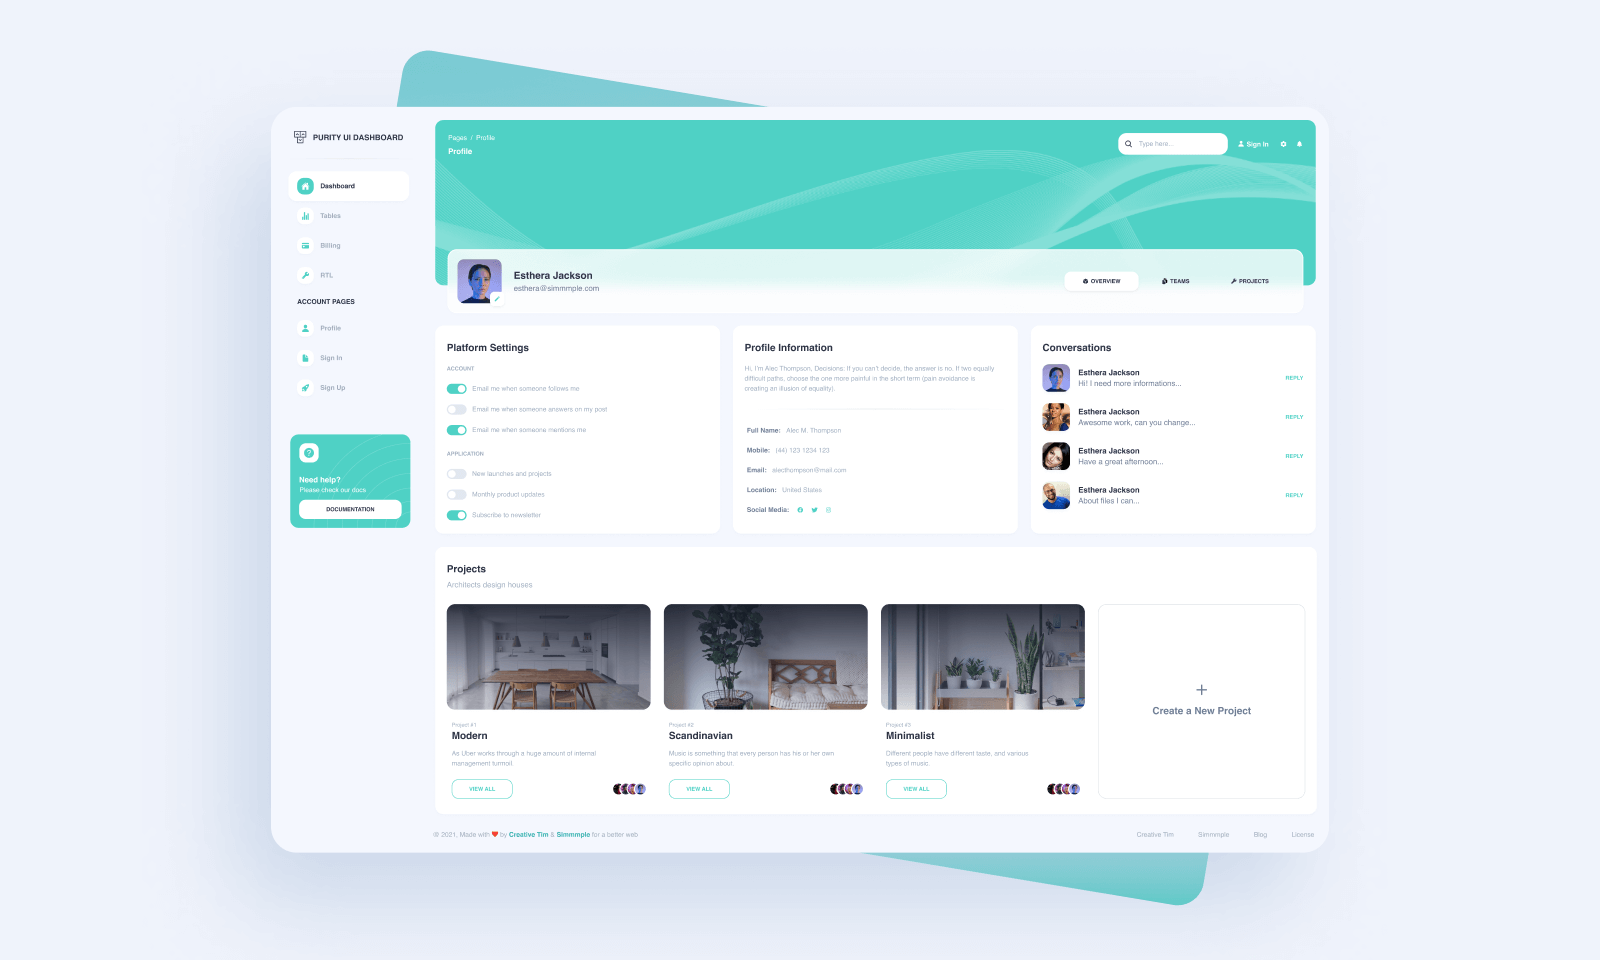 PURITY UI DASHBOARD
Dashboard
Tables
Billing
RTL
ACCOUNT PAGES
Profile
Sign In
Sign Up
Need help?
Please check our docs
DOCUMENTATION
Pages / Profile
Profile
Type here...
Sign In
Esthera Jackson
esthera@simmmple.com
OVERVIEW
TEAMS
PROJECTS
Platform Settings
ACCOUNT
Email me when someone follows me
Email me when someone answers on my post
Email me when someone mentions me
APPLICATION
New launches and projects
Monthly product updates
Subscribe to newsletter
Profile Information
Hi, I'm Alec Thompson, Decisions: If you can't decide, the answer is no. If two equally
difficult paths, choose the one more painful in the short term (pain avoidance is
creating an illusion of equality).
Full Name: Alec M. Thompson
Mobile: (44) 123 1234 123
Email: alecthompson@mail.com
Location: United States
Social Media:
Conversations
Esthera Jackson
Hi! I need more informations...
REPLY
Esthera Jackson
Awesome work, can you change...
REPLY
Esthera Jackson
Have a great afternoon...
REPLY
Esthera Jackson
About files I can...
REPLY
Projects
Architects design houses
Project #1
Modern
As Uber works through a huge amount of internal
management turmoil.
VIEW ALL
Project #2
Scandinavian
Music is something that every person has his or her own
specific opinion about.
VIEW ALL
Project #3
Minimalist
Different people have different taste, and various
types of music.
VIEW ALL
+
Create a New Project
© 2021, Made with ❤️ by Creative Tim & Simmmple for a better web
Creative Tim
Simmmple
Blog
License